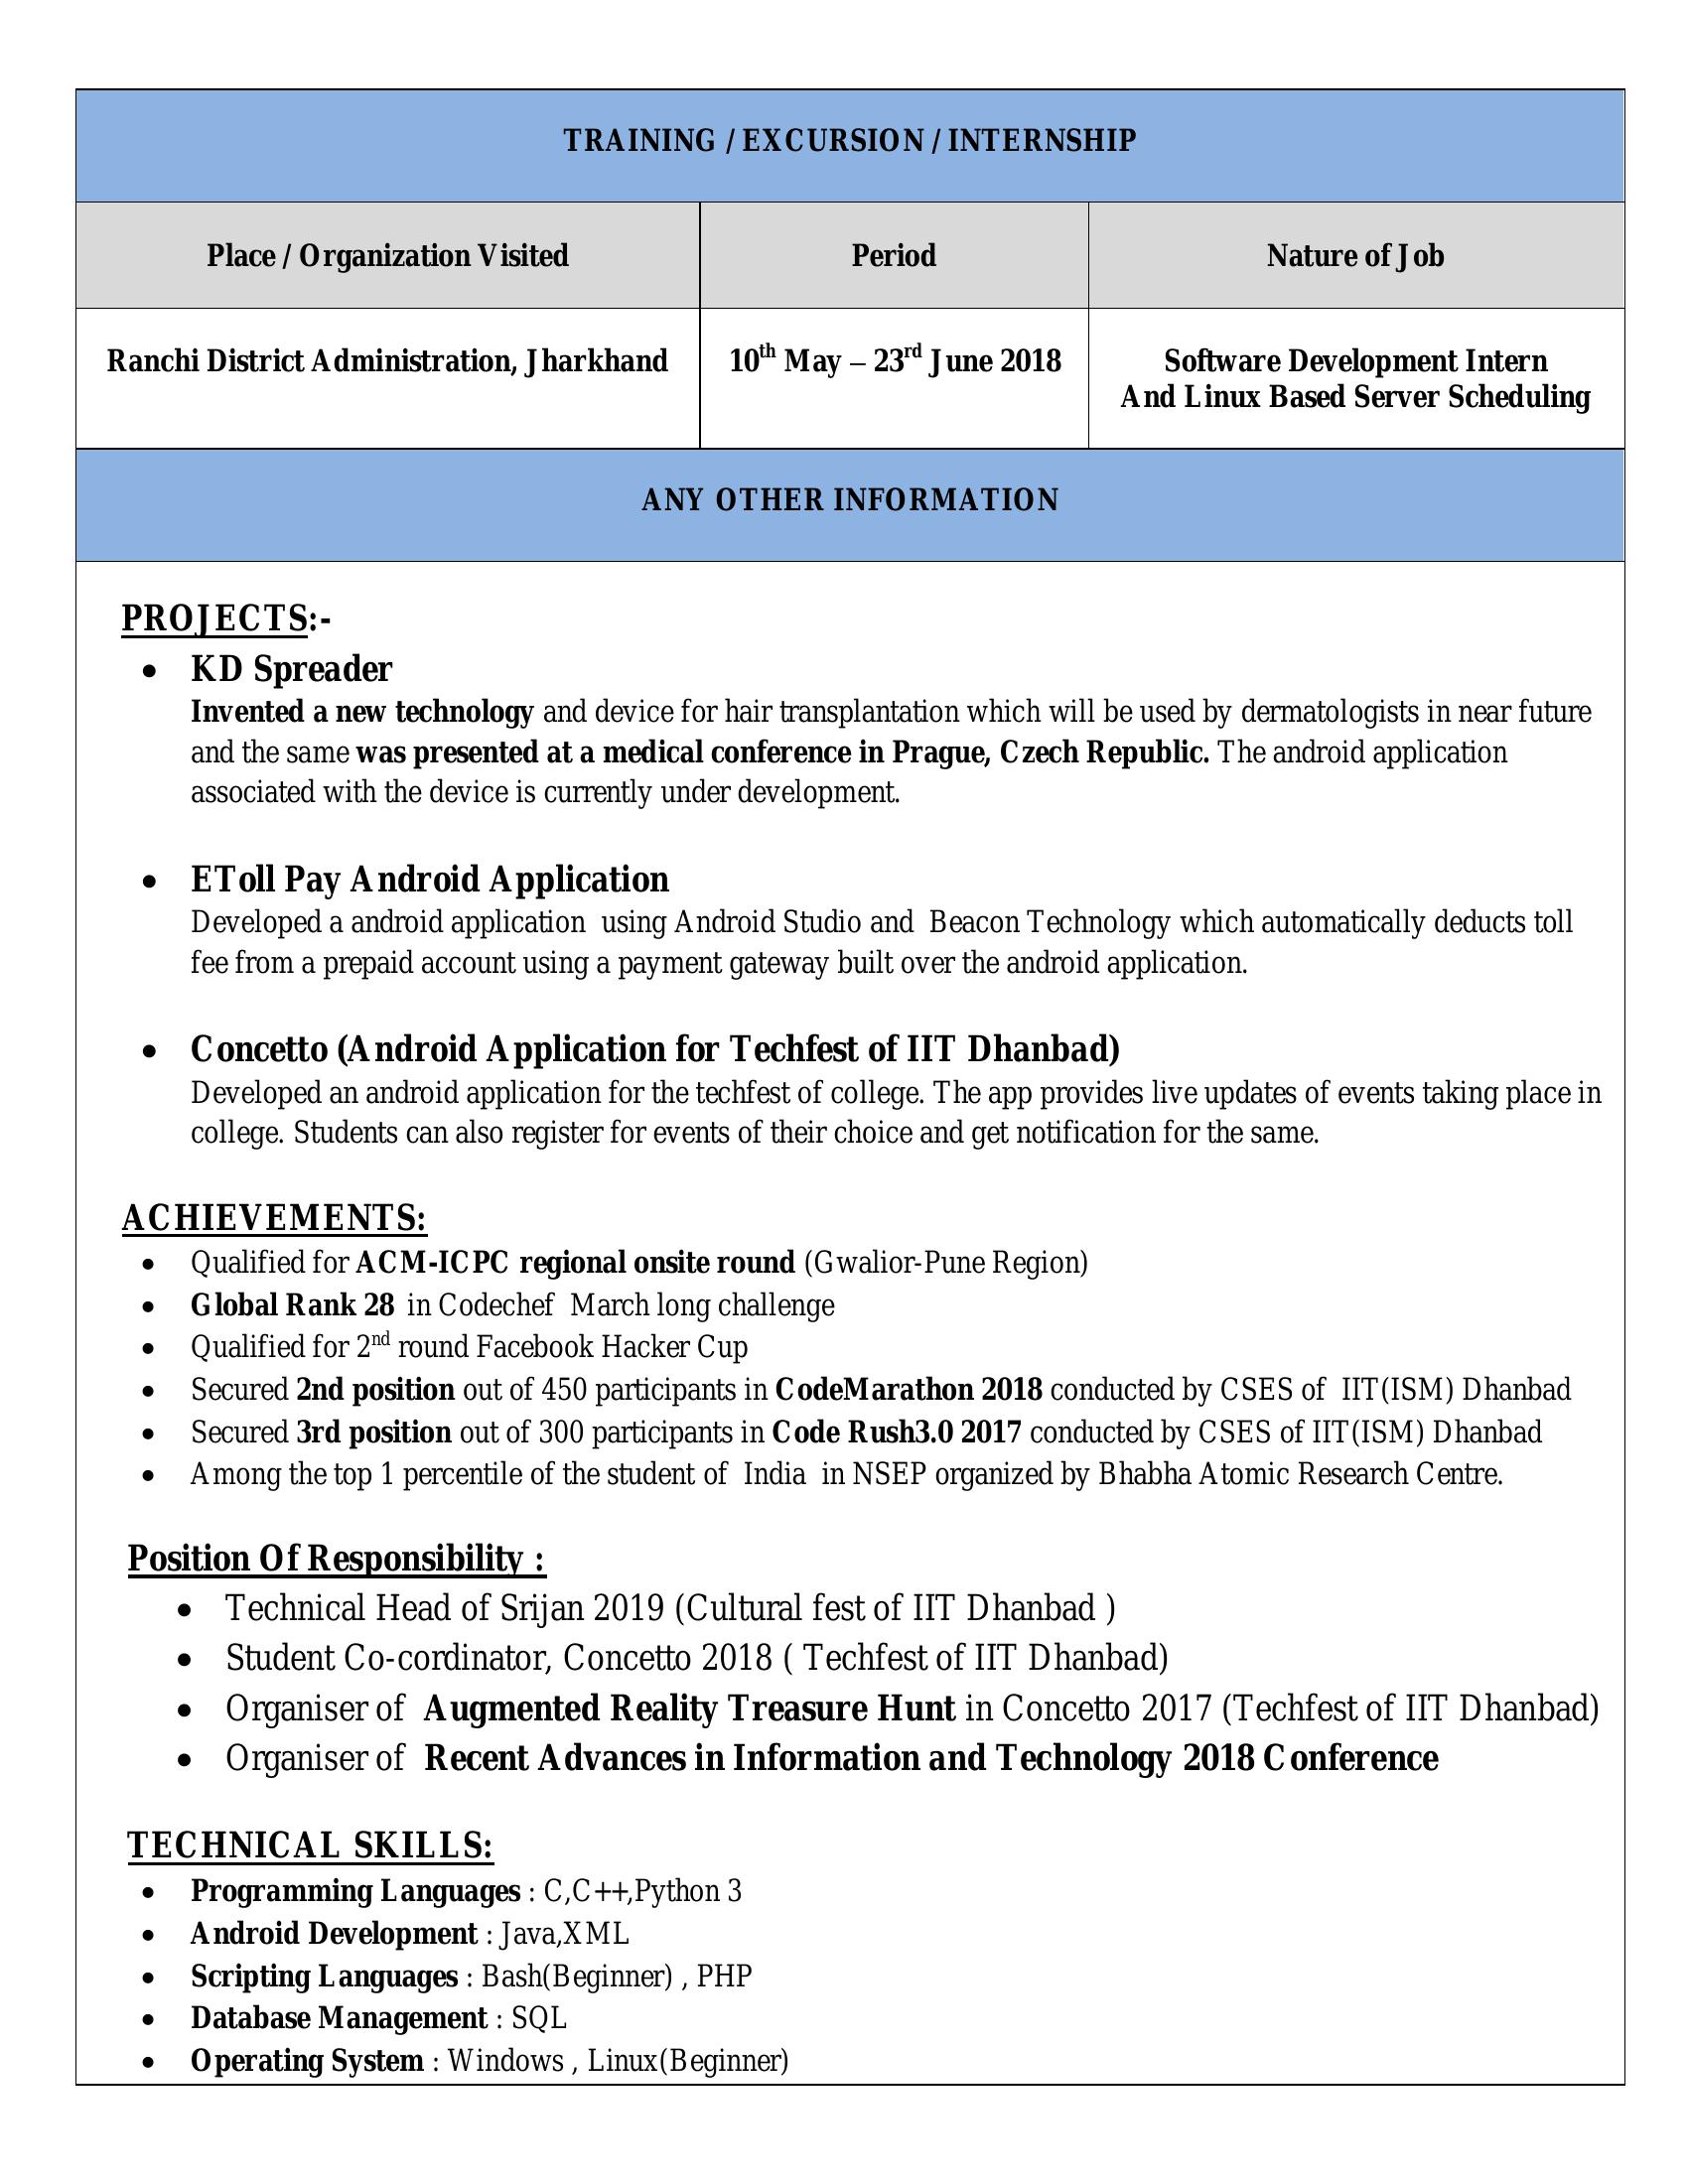 TRAINING / EXCURSION / INTERNSHIP
Place / Organization Visited
Period
Nature of Job
Ranchi District Administration, Jharkhand
10th May – 23rd June 2018
Software Development Intern
And Linux Based Server Scheduling
ANY OTHER INFORMATION
PROJECTS:-
• KD Spreader
Invented a new technology and device for hair transplantation which will be used by dermatologists in near future
and the same was presented at a medical conference in Prague, Czech Republic. The android application
associated with the device is currently under development.
• EToll Pay Android Application
Developed a android application using Android Studio and Beacon Technology which automatically deducts toll
fee from a prepaid account using a payment gateway built over the android application.
• Concetto (Android Application for Techfest of IIT Dhanbad)
Developed an android application for the techfest of college. The app provides live updates of events taking place in
college. Students can also register for events of their choice and get notification for the same.
ACHIEVEMENTS:
• Qualified for ACM-ICPC regional onsite round (Gwalior-Pune Region)
• Global Rank 28 in Codechef March long challenge
• Qualified for 2nd round Facebook Hacker Cup
• Secured 2nd position out of 450 participants in CodeMarathon 2018 conducted by CSES of IIT(ISM) Dhanbad
• Secured 3rd position out of 300 participants in Code Rush3.0 2017 conducted by CSES of IIT(ISM) Dhanbad
• Among the top 1 percentile of the student of India in NSEP organized by Bhabha Atomic Research Centre.
Position Of Responsibility :
• Technical Head of Srijan 2019 (Cultural fest of IIT Dhanbad )
• Student Co-cordinator, Concetto 2018 ( Techfest of IIT Dhanbad)
• Organiser of Augmented Reality Treasure Hunt in Concetto 2017 (Techfest of IIT Dhanbad)
• Organiser of Recent Advances in Information and Technology 2018 Conference
TECHNICAL SKILLS:
• Programming Languages : C,C++,Python 3
• Android Development : Java,XML
• Scripting Languages : Bash(Beginner) , PHP
• Database Management : SQL
• Operating System : Windows , Linux(Beginner)